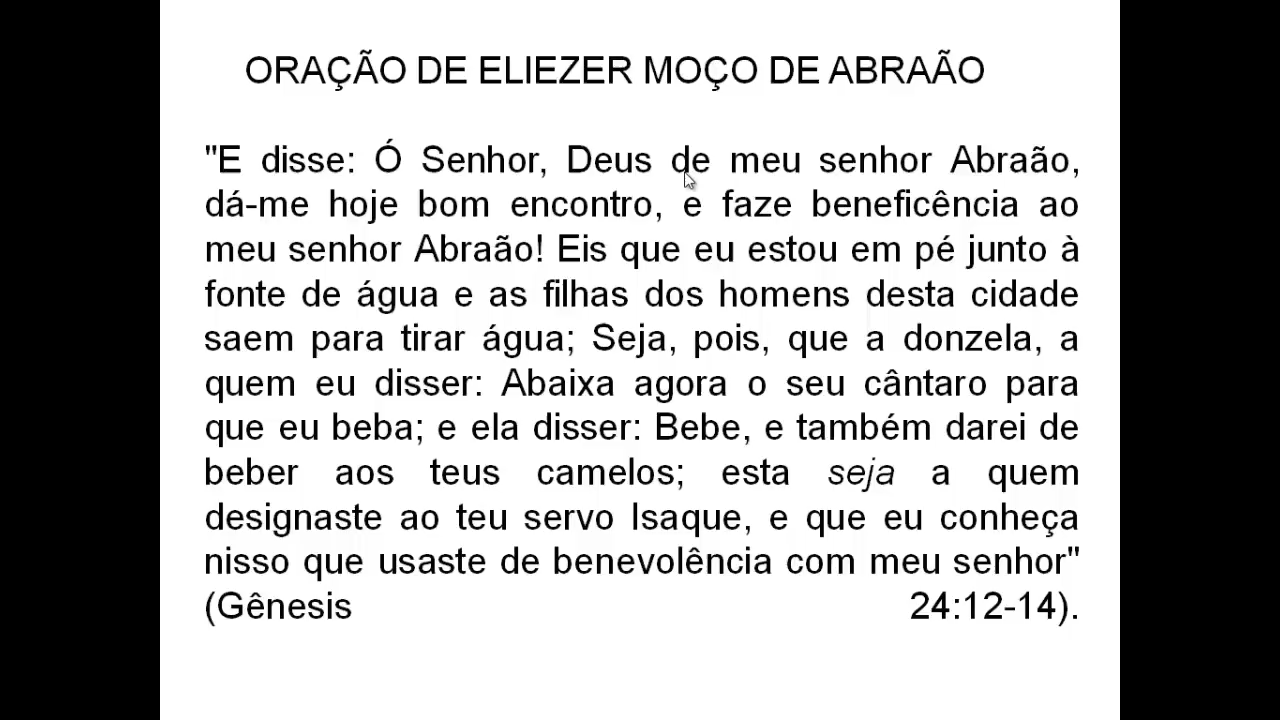 ORAÇÃO DE ELIEZER MOÇO DE ABRAÃO
"E disse: Ó Senhor, Deus de meu senhor Abraão,
dá-me hoje bom encontro, e faze beneficência ao
meu senhor Abraão! Eis que eu estou em pé junto à
fonte de água e as filhas dos homens desta cidade
saem para tirar água; Seja, pois, que a donzela, a
quem eu disser: Abaixa agora o seu cântaro para
que eu beba; e ela disser: Bebe, e também darei de
beber aos teus camelos; esta seja a quem
designaste ao teu servo Isaque, e que eu conheça
nisso que usaste de benevolência com meu senhor"
(Gênesis 24:12-14).